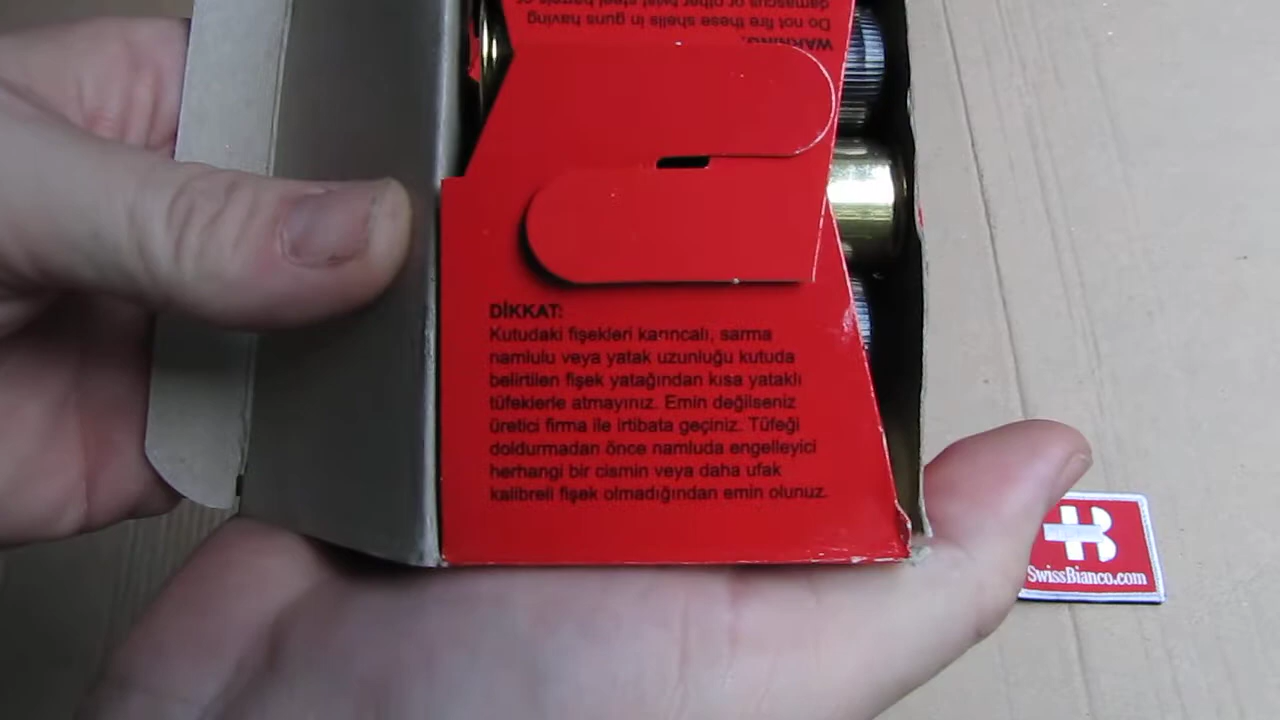 WARNING:
Do not fire these shells in guns having
damascus or other twist steel barrels or
DİKKAT:
Kutudaki fişekleri karıncalı, sarma
namlulu veya yatak uzunluğu kutuda
belirtilen fişek yatağından kısa yataklı
tüfeklerle atmayınız. Emin değilseniz
üretici firma ile irtibata geçiniz. Tüfeği
doldurmadan önce namluda engelleyici
herhangi bir cismin veya daha ufak
kalibreli fişek olmadığından emin olunuz.
SwissBianco.com